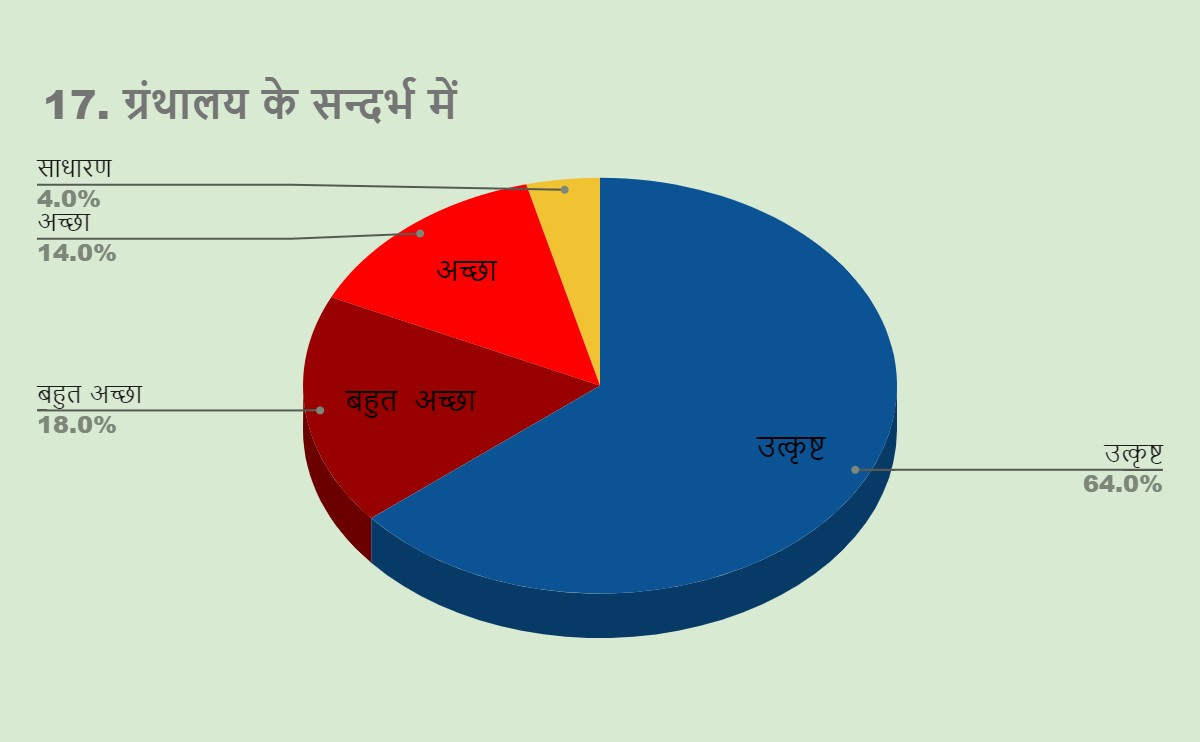 17. ग्रंथालय के सन्दर्भ में
साधारण
4.0%
अच्छा
14.0%
अच्छा
बहुत अच्छा
18.0%
बहुत अच्छा
उत्कृष्ट
उत्कृष्ट
64.0%